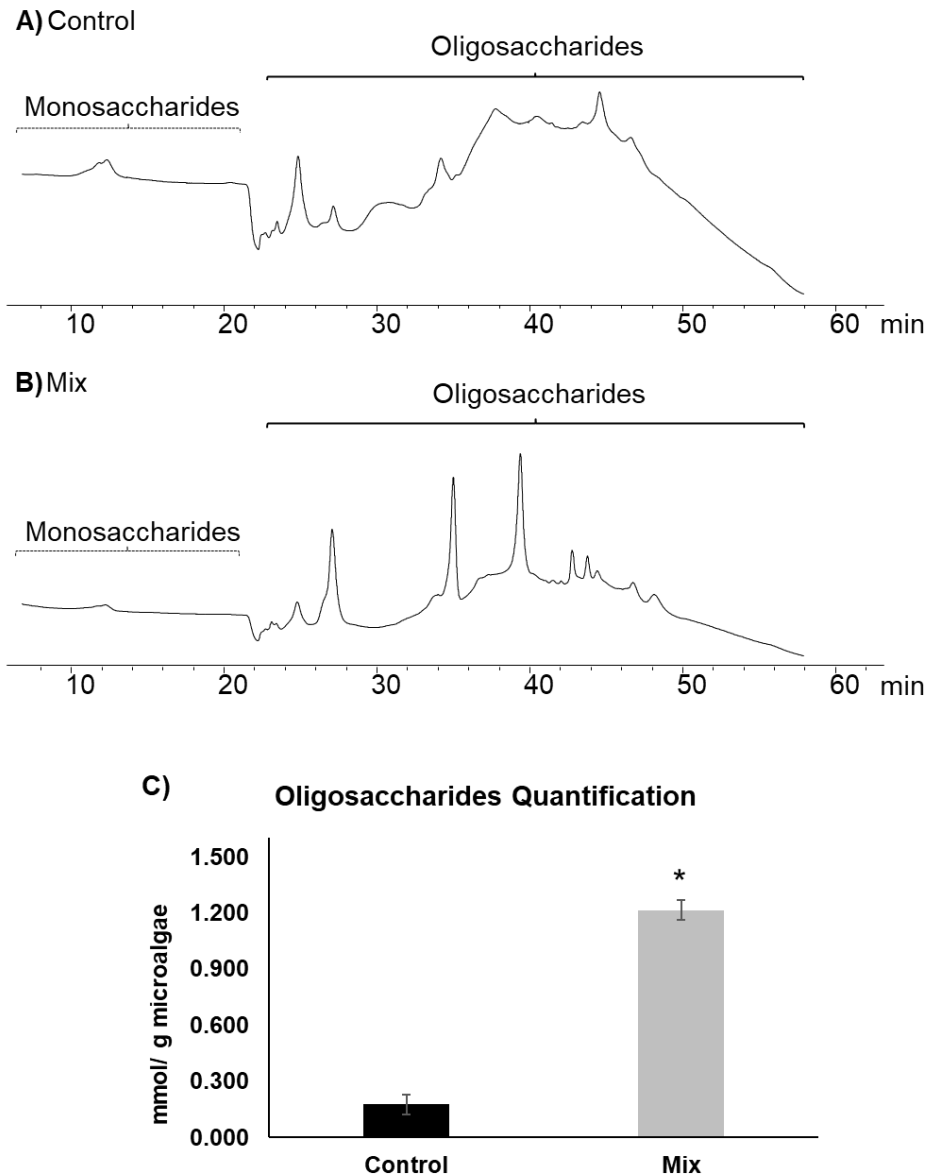 A) Control
Oligosaccharides
Monosaccharides
10 20 30 40 50 60 min
B) Mix
Oligosaccharides
Monosaccharides
10 20 30 40 50 60 min
C) Oligosaccharides Quantification
mmol/ g microalgae
1.500
1.200
0.900
0.600
0.300
0.000
*
Control Mix